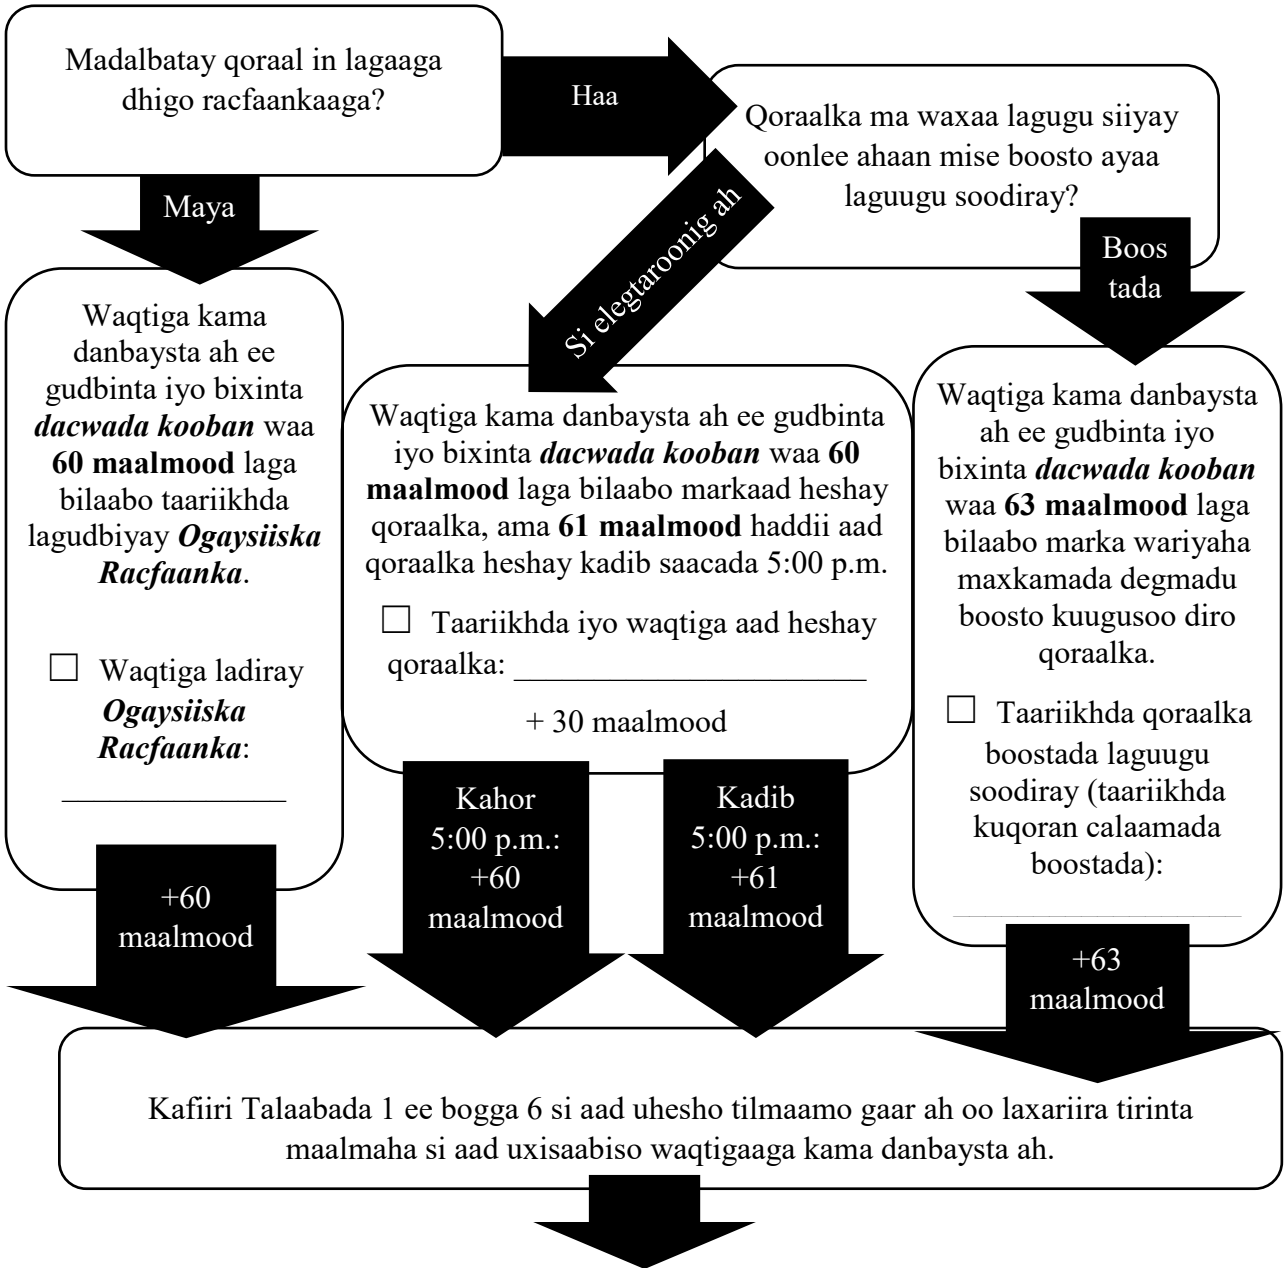 Madalbatay qoraal in lagaaga
dhigo racfaankaaga?
Haa
Qoraalka ma waxaa lagugu siiyay
oonlee ahaan mise boosto ayaa
laguugu soodiray?
Maya
Si elegtaroonig ah
Boos
tada
Waqtiga kama
danbaysta ah ee
gudbinta iyo bixinta
dacwada kooban waa
60 maalmood laga
bilaabo taariikhda
lagudbiyay Ogaysiiska
Racfaanka.
☐ Waqtiga ladiray
Ogaysiiska
Racfaanka:
______________
Waqtiga kama danbaysta ah ee gudbinta
iyo bixinta dacwada kooban waa 60
maalmood laga bilaabo markaad heshay
qoraalka, ama 61 maalmood haddii aad
qoraalka heshay kadib saacada 5:00 p.m.
☐ Taariikhda iyo waqtiga aad heshay
qoraalka: ______________________
+ 30 maalmood
Waqtiga kama danbaysta
ah ee gudbinta iyo
bixinta dacwada kooban
waa 63 maalmood laga
bilaabo marka wariyaha
maxkamada degmadu
boosto kuugusoo diro
qoraalka.
☐ Taariikhda qoraalka
boostada laguugu
soodiray (taariikhda
kuqoran calaamada
boostada):
__________________
+60
maalmood
Kahor
5:00 p.m.:
+60
maalmood
Kadib
5:00 p.m.:
+61
maalmood
+63
maalmood
Kafiiri Talaabada 1 ee bogga 6 si aad uhesho tilmaamo gaar ah oo laxariira tirinta
maalmaha si aad uxisaabiso waqtigaaga kama danbaysta ah.